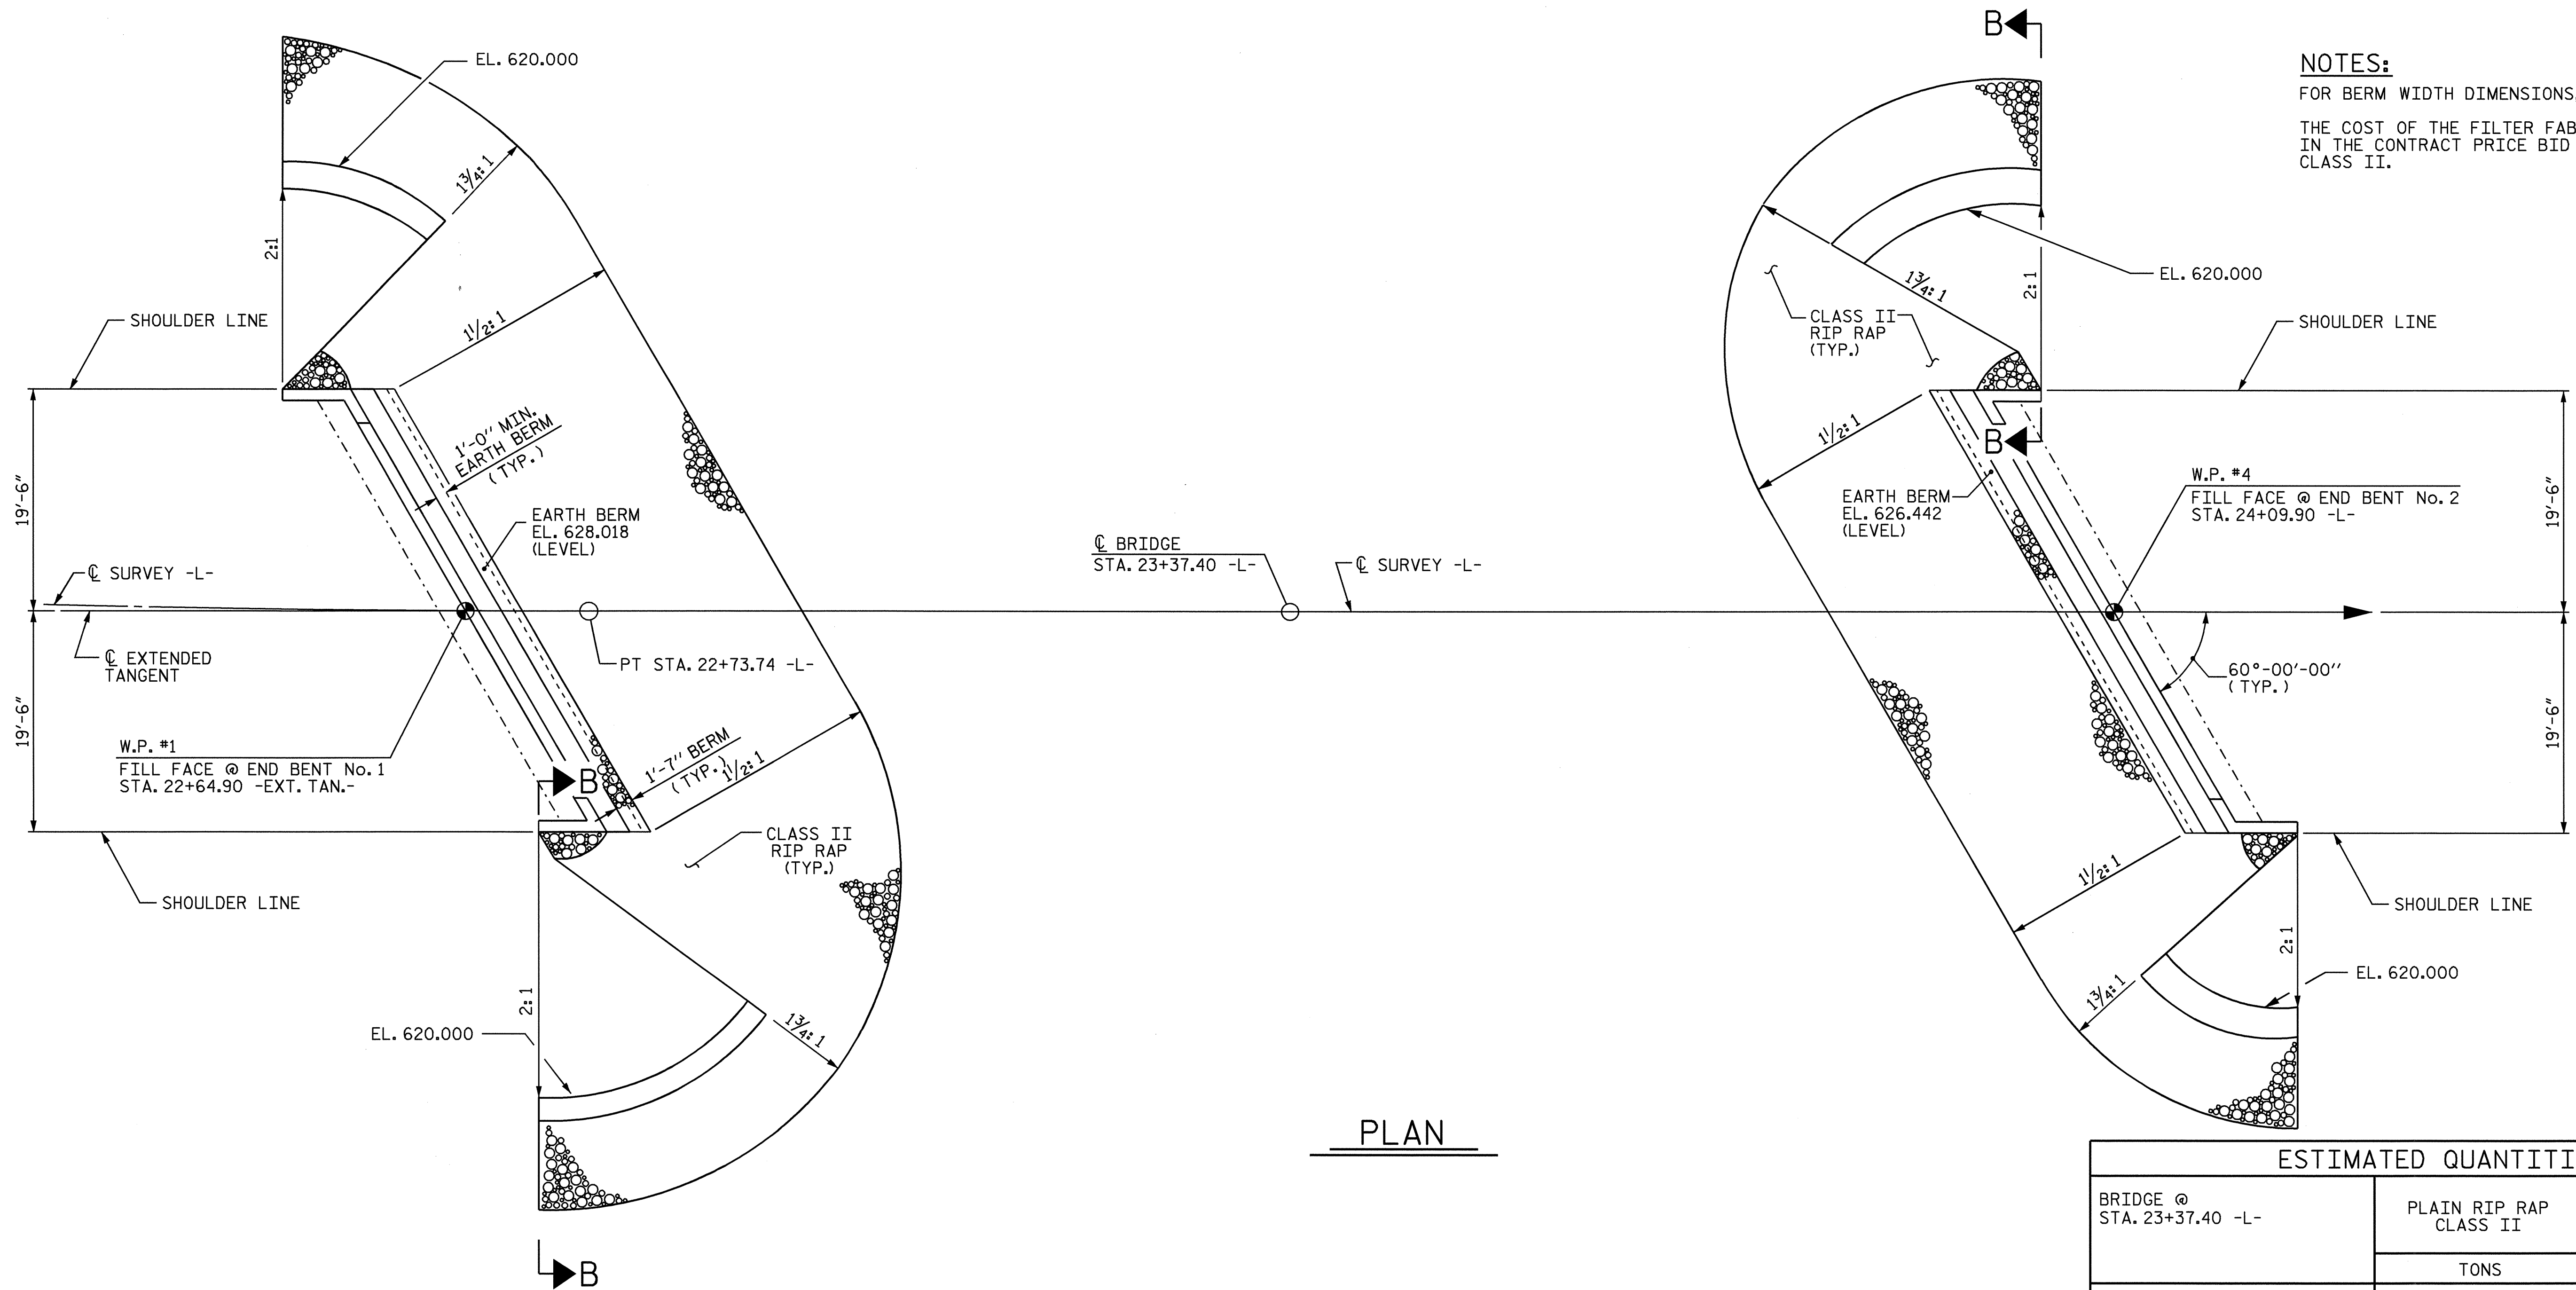 B
NOTES:
FOR BERM WIDTH DIMENSIONS
THE COST OF THE FILTER FAB
IN THE CONTRACT PRICE BID
CLASS II.
EL. 620.000
1¾:1
2:1
SHOULDER LINE
1½:1
EL. 620.000
1¾:1
2:1
CLASS II
RIP RAP
(TYP.)
SHOULDER LINE
1'-0" MIN.
EARTH BERM
(TYP.)
1½:1
B
19'-6"
EARTH BERM
EL. 628.018
(LEVEL)
EARTH BERM
EL. 626.442
(LEVEL)
W.P. #4
FILL FACE @ END BENT No. 2
STA. 24+09.90 -L-
19'-6"
℄ SURVEY -L-
℄ BRIDGE
STA. 23+37.40 -L-
℄ SURVEY -L-
℄ EXTENDED
TANGENT
PT STA. 22+73.74 -L-
60°-00'-00"
(TYP.)
19'-6"
W.P. #1
FILL FACE @ END BENT No. 1
STA. 22+64.90 -EXT. TAN.-
B
1'-7" BERM
(TYP.)
1½:1
19'-6"
CLASS II
RIP RAP
(TYP.)
SHOULDER LINE
1½:1
SHOULDER LINE
2:1
2:1
EL. 620.000
1¾:1
1¾:1
EL. 620.000
PLAN
B
ESTIMATED QUANTITI
BRIDGE @
STA. 23+37.40 -L-
PLAIN RIP RAP
CLASS II
TONS